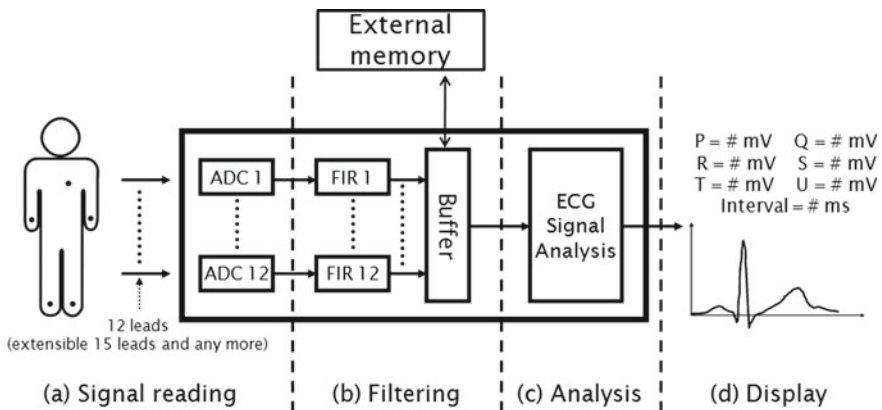 External
memory
P = # mV Q = # mV
R = # mV S = # mV
T = # mV U = # mV
Interval = # ms
ADC 1
FIR 1
Buffer
ECG
Signal
Analysis
ADC 12
FIR 12
12 leads
(extensible 15 leads and any more)
(a) Signal reading
(b) Filtering
(c) Analysis
(d) Display